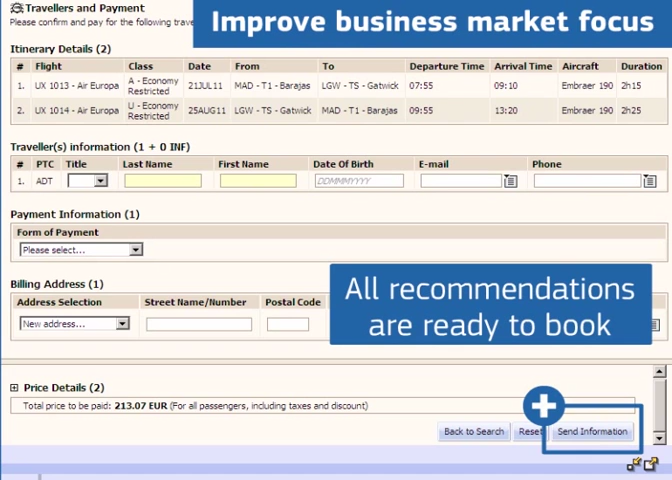 Travellers and Payment
Improve business market focus
Please confirm and pay for the following
Itinerary Details (2)
# Flight Class Date From To Departure Time Arrival Time Aircraft Duration
1. UX 1013 - Air Europa A - Economy Restricted 21JUL11 MAD - T1 - Barajas LGW - TS - Gatwick 07:55 09:10 Embraer 190 2h15
2. UX 1014 - Air Europa U - Economy Restricted 25AUG11 LGW - TS - Gatwick MAD - T1 - Barajas 09:55 13:20 Embraer 190 2h25
Traveller(s) information (1 + 0 INF)
# PTC Title Last Name First Name Date Of Birth E-mail Phone
1. ADT DDMMMYYYY
Payment Information (1)
Form of Payment
Please select...
Billing Address (1)
Address Selection Street Name/Number Postal Code
New address...
All recommendations
are ready to book
Price Details (2)
Total price to be paid: 213.07 EUR (For all passengers, including taxes and discount)
Back to Search Reset Send Information